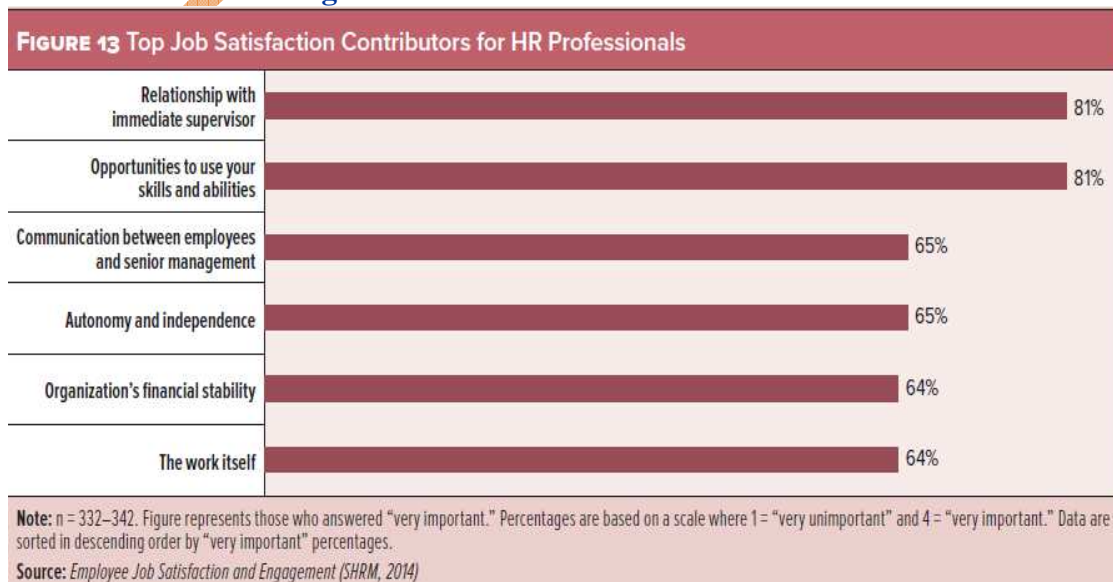 FIGURE 13 Top Job Satisfaction Contributors for HR Professionals
Relationship with
immediate supervisor
81%
Opportunities to use your
skills and abilities
81%
Communication between employees
and senior management
65%
Autonomy and independence
65%
Organization's financial stability
64%
The work itself
64%
Note: n = 332–342. Figure represents those who answered "very important." Percentages are based on a scale where 1 = "very unimportant" and 4 = "very important." Data are
sorted in descending order by "very important" percentages.
Source: Employee Job Satisfaction and Engagement (SHRM, 2014)